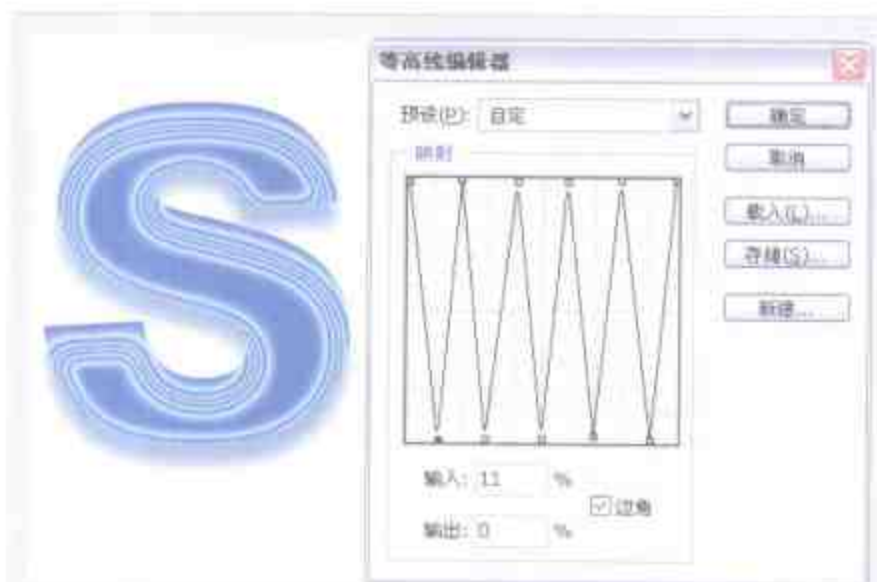 S
等高线编辑器
预设(P): 自定
确定
映射
取消
载入(L)...
存储(S)...
新建...
输入: 11 %
边角
输出: 0 %